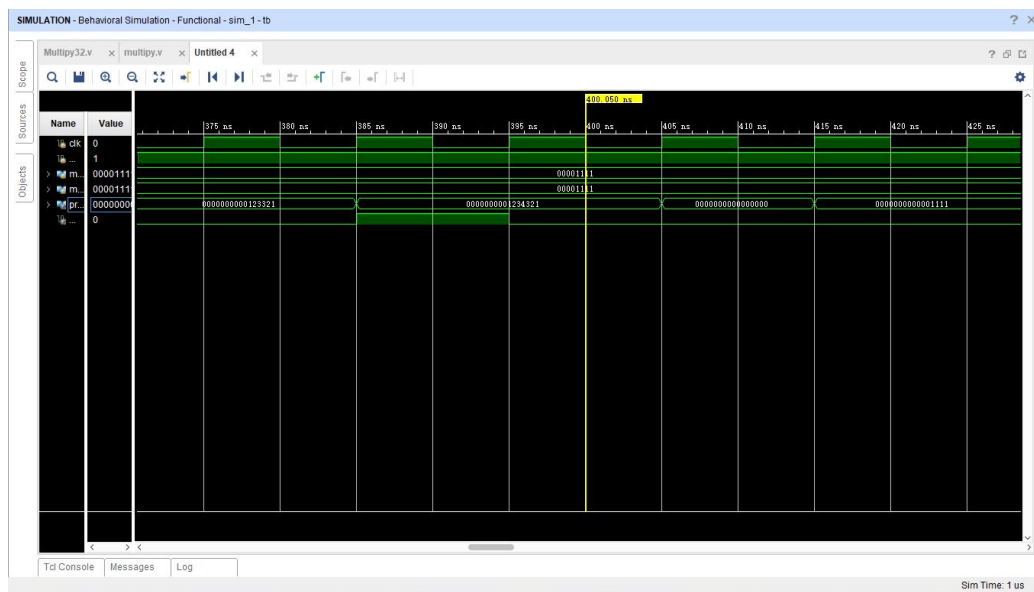 SIMULATION - Behavioral Simulation - Functional - sim_1 - tb
Multipy32.v multipy.v Untitled 4
Scope
Sources
Objects
400.050 ns
Name Value
375 ns 380 ns 385 ns 390 ns 395 ns 400 ns 405 ns 410 ns 415 ns 420 ns 425 ns
clk 0
... 1
m... 0000111 00001111
m... 0000111 00001111
pr... 0000000 0000000000123321 0000000001234321 0000000000000000 0000000000001111
... 0
Tcl Console Messages Log
Sim Time: 1 us